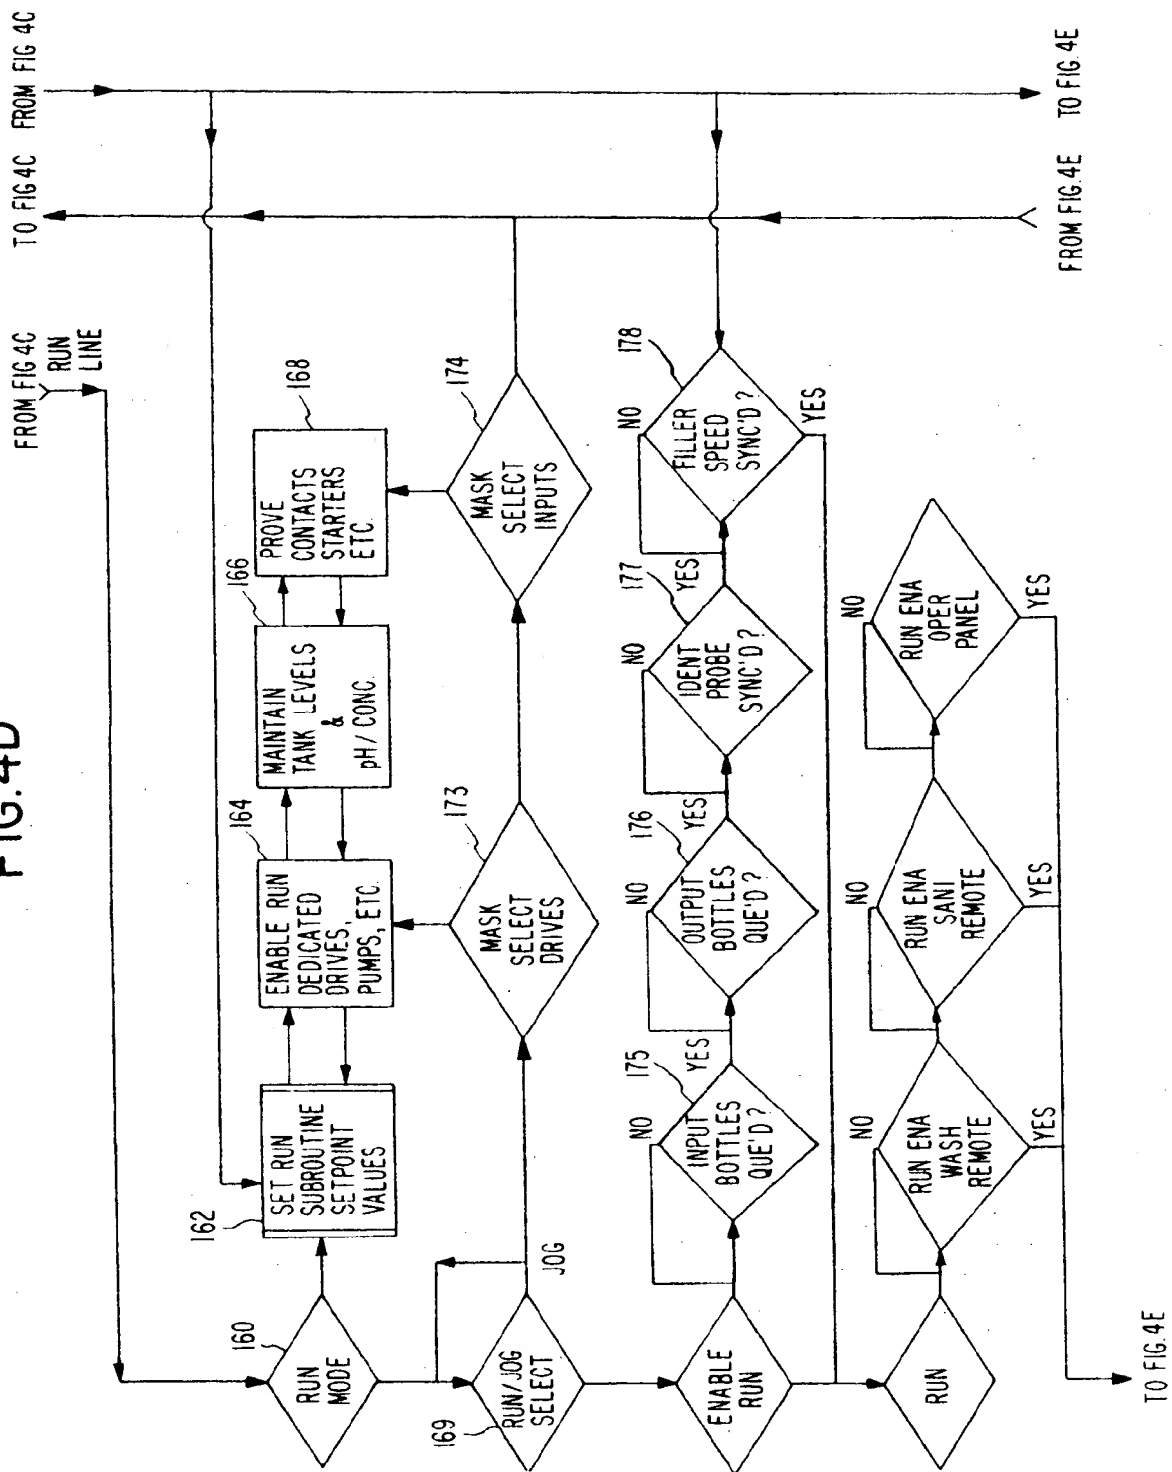 FIG. 4D
FROM FIG 4C
RUN
LINE
TO FIG 4C
FROM FIG 4C
160
RUN
MODE
162
SET RUN
SUBROUTINE
SETPOINT
VALUES
164
ENABLE RUN
DEDICATED
DRIVES,
PUMPS, ETC.
166
MAINTAIN
TANK LEVELS
&
pH/CONC.
168
PROVE
CONTACTS
STARTERS
ETC.
169
RUN/JOG
SELECT
JOG
173
MASK
SELECT
DRIVES
174
MASK
SELECT
INPUTS
ENABLE
RUN
NO
175
INPUT
BOTTLES
QUE'D?
YES
NO
176
OUTPUT
BOTTLES
QUE'D?
YES
NO
177
IDENT
PROBE
SYNC'D?
YES
NO
178
FILLER
SPEED
SYNC'D?
YES
RUN
NO
RUN ENA
WASH
REMOTE
YES
NO
RUN ENA
SANI
REMOTE
YES
NO
RUN ENA
OPER
PANEL
YES
TO FIG.4E
FROM FIG.4E
TO FIG.4E